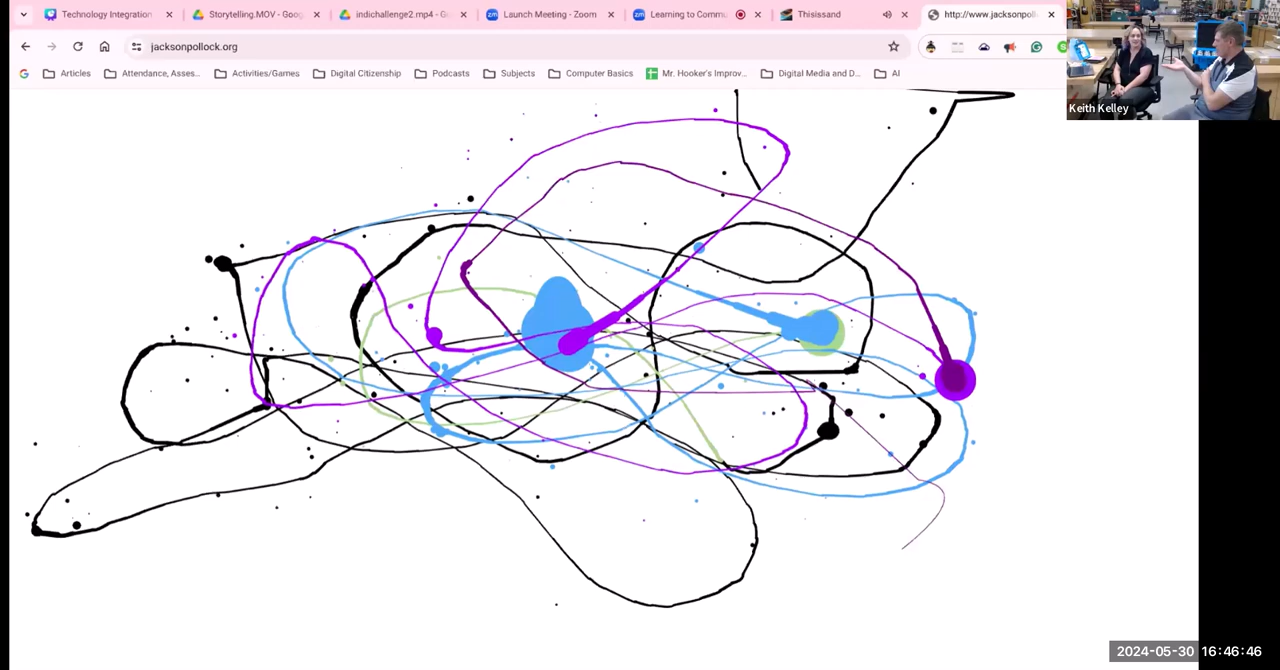 Technology Integration
Storytelling.MOV - Goo
indichallenge2.mp4 - G
Launch Meeting - Zoom
Learning to Comm
Thisissand
http://www.jacksonpoll
jacksonpollock.org
Articles
Attendance, Asses...
Activities/Games
Digital Citizenship
Podcasts
Subjects
Computer Basics
Mr. Hooker's Improv...
Digital Media and D...
AI
Keith Kelley
2024-05-30 16:46:46